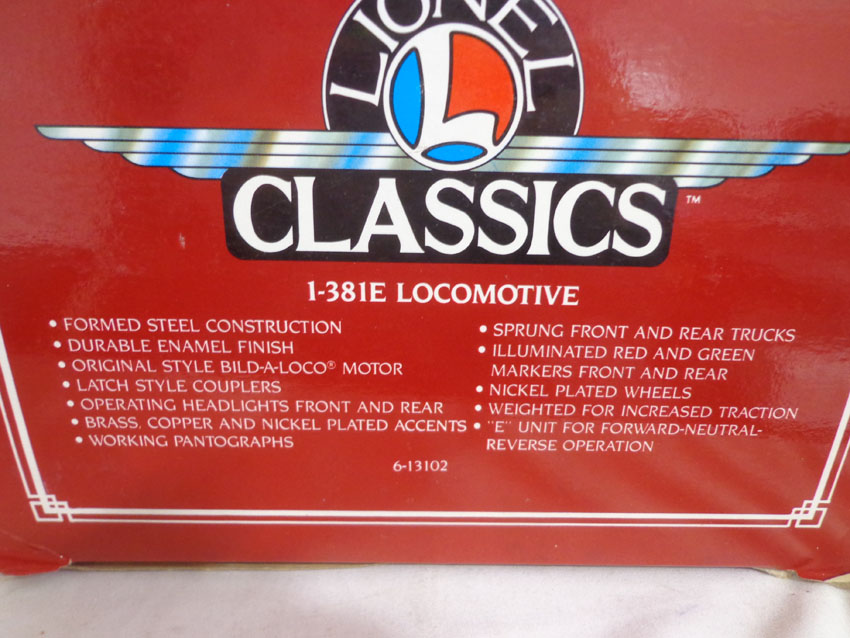 LIONEL
L
CLASSICS™
1-381E LOCOMOTIVE
• FORMED STEEL CONSTRUCTION
• DURABLE ENAMEL FINISH
• ORIGINAL STYLE BILD-A-LOCO® MOTOR
• LATCH STYLE COUPLERS
• OPERATING HEADLIGHTS FRONT AND REAR
• BRASS, COPPER AND NICKEL PLATED ACCENTS
• WORKING PANTOGRAPHS
• SPRUNG FRONT AND REAR TRUCKS
• ILLUMINATED RED AND GREEN
MARKERS FRONT AND REAR
• NICKEL PLATED WHEELS
• WEIGHTED FOR INCREASED TRACTION
• "E" UNIT FOR FORWARD-NEUTRAL-
REVERSE OPERATION
6-13102